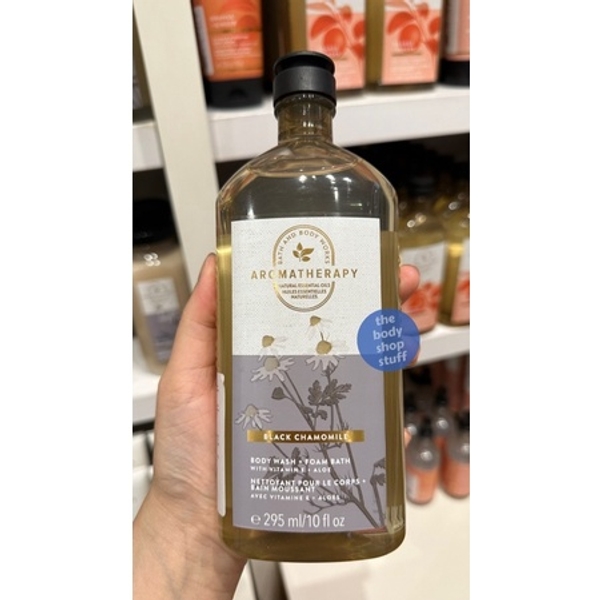 BATH AND BODY WORKS
AROMATHERAPY
NATURAL ESSENTIAL OILS
HUILES ESSENTIELLES
NATURELLES
the
body
shop
stuff
BLACK CHAMOMILE
BODY WASH + FOAM BATH
WITH VITAMIN E + ALOE
NETTOYANT POUR LE CORPS +
BAIN MOUSSANT
AVEC VITAMINE E + ALOÈS
℮ 295 ml/10 fl oz